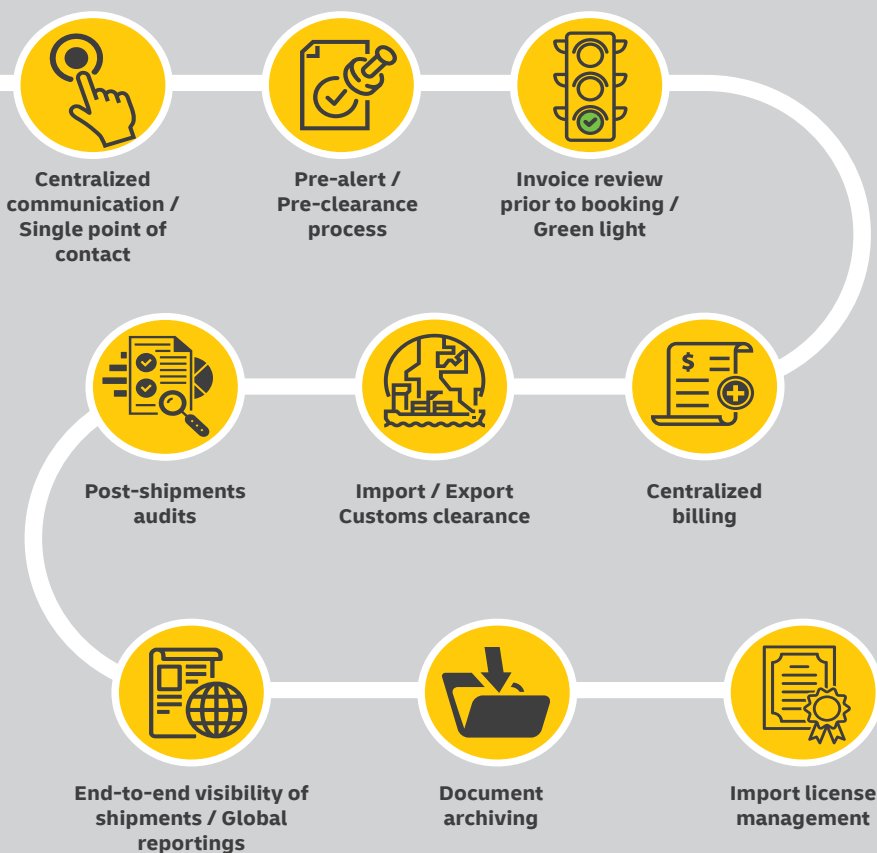 Centralized
communication /
Single point of
contact
Pre-alert /
Pre-clearance
process
Invoice review
prior to booking /
Green light
$
Post-shipments
audits
Import / Export
Customs clearance
Centralized
billing
End-to-end visibility of
shipments / Global
reportings
Document
archiving
Import license
management